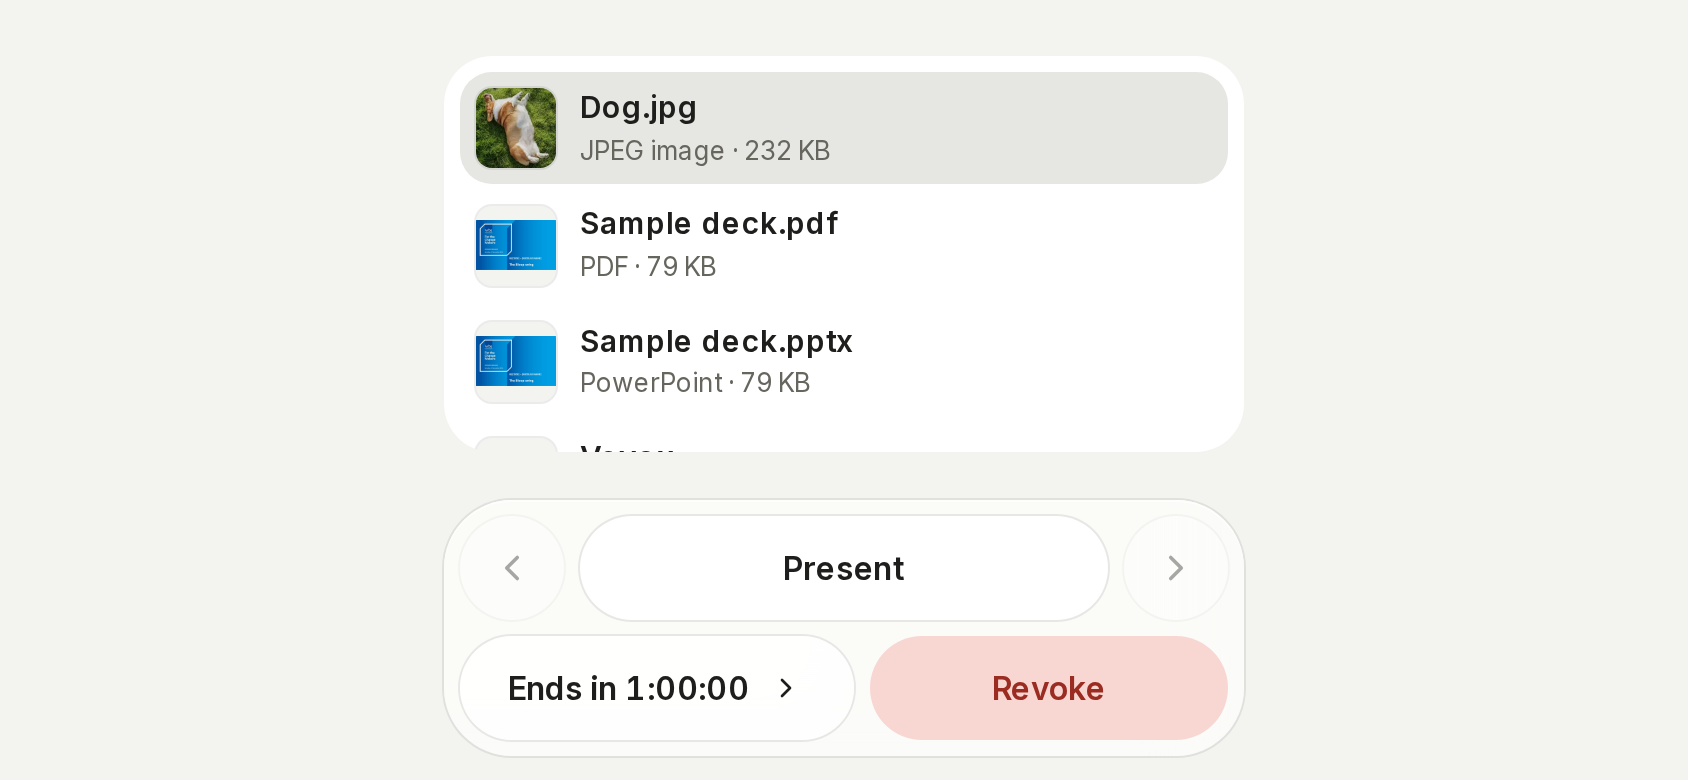 Dog.jpg
JPEG image · 232 KB
Sample deck.pdf
PDF · 79 KB
Sample deck.pptx
PowerPoint · 79 KB
Present
Ends in 1:00:00
Revoke